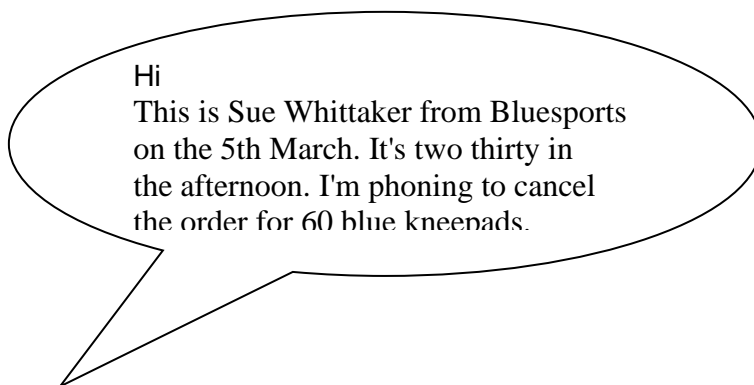 Hi
This is Sue Whittaker from Bluesports
on the 5th March. It's two thirty in
the afternoon. I'm phoning to cancel
the order for 60 blue kneepads.